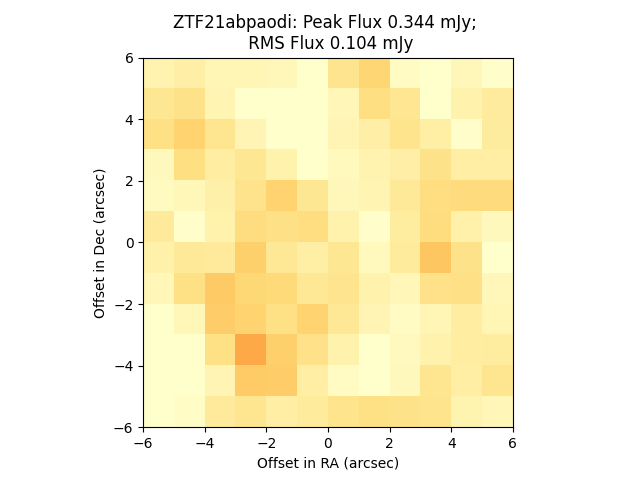 ZTF21abpaodi: Peak Flux 0.344 mJy;
RMS Flux 0.104 mJy
6
4
2
0
−2
−4
−6
Offset in Dec (arcsec)
−6 −4 −2 0 2 4 6
Offset in RA (arcsec)